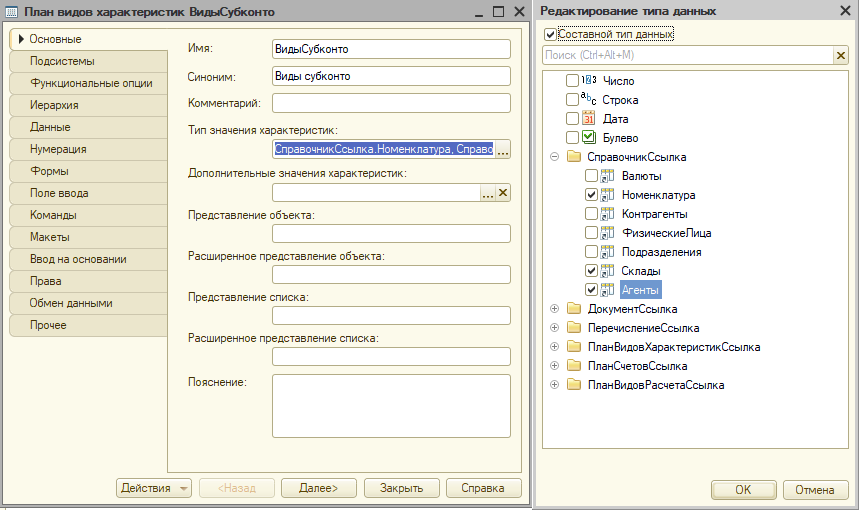 План видов характеристик ВидыСубконто
Основные
Подсистемы
Функциональные опции
Иерархия
Данные
Нумерация
Формы
Поле ввода
Команды
Макеты
Ввод на основании
Права
Обмен данными
Прочее
Имя:
ВидыСубконто
Синоним:
Виды субконто
Комментарий:
Тип значения характеристик:
СправочникСсылка.Номенклатура, Справо
...
Дополнительные значения характеристик:
...
Представление объекта:
Расширенное представление объекта:
Представление списка:
Расширенное представление списка:
Пояснение:
Действия
<Назад
Далее>
Закрыть
Справка
Редактирование типа данных
Составной тип данных
Поиск (Ctrl+Alt+M)
Число
Строка
Дата
Булево
СправочникСсылка
Валюты
Номенклатура
Контрагенты
ФизическиеЛица
Подразделения
Склады
Агенты
ДокументСсылка
ПеречислениеСсылка
ПланВидовХарактеристикСсылка
ПланСчетовСсылка
ПланВидовРасчетаСсылка
OK
Отмена